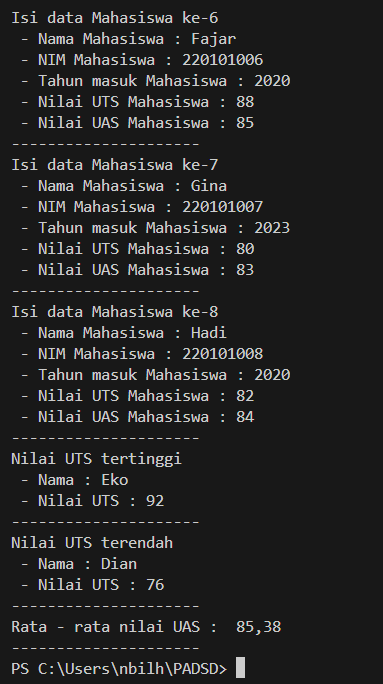 Isi data Mahasiswa ke-6
 - Nama Mahasiswa : Fajar
 - NIM Mahasiswa : 220101006
 - Tahun masuk Mahasiswa : 2020
 - Nilai UTS Mahasiswa : 88
 - Nilai UAS Mahasiswa : 85
---------------------
Isi data Mahasiswa ke-7
 - Nama Mahasiswa : Gina
 - NIM Mahasiswa : 220101007
 - Tahun masuk Mahasiswa : 2023
 - Nilai UTS Mahasiswa : 80
 - Nilai UAS Mahasiswa : 83
---------------------
Isi data Mahasiswa ke-8
 - Nama Mahasiswa : Hadi
 - NIM Mahasiswa : 220101008
 - Tahun masuk Mahasiswa : 2020
 - Nilai UTS Mahasiswa : 82
 - Nilai UAS Mahasiswa : 84
---------------------
Nilai UTS tertinggi
 - Nama : Eko
 - Nilai UTS : 92
---------------------
Nilai UTS terendah
 - Nama : Dian
 - Nilai UTS : 76
---------------------
Rata - rata nilai UAS :  85,38
---------------------
PS C:\Users\nbilh\PADSD>